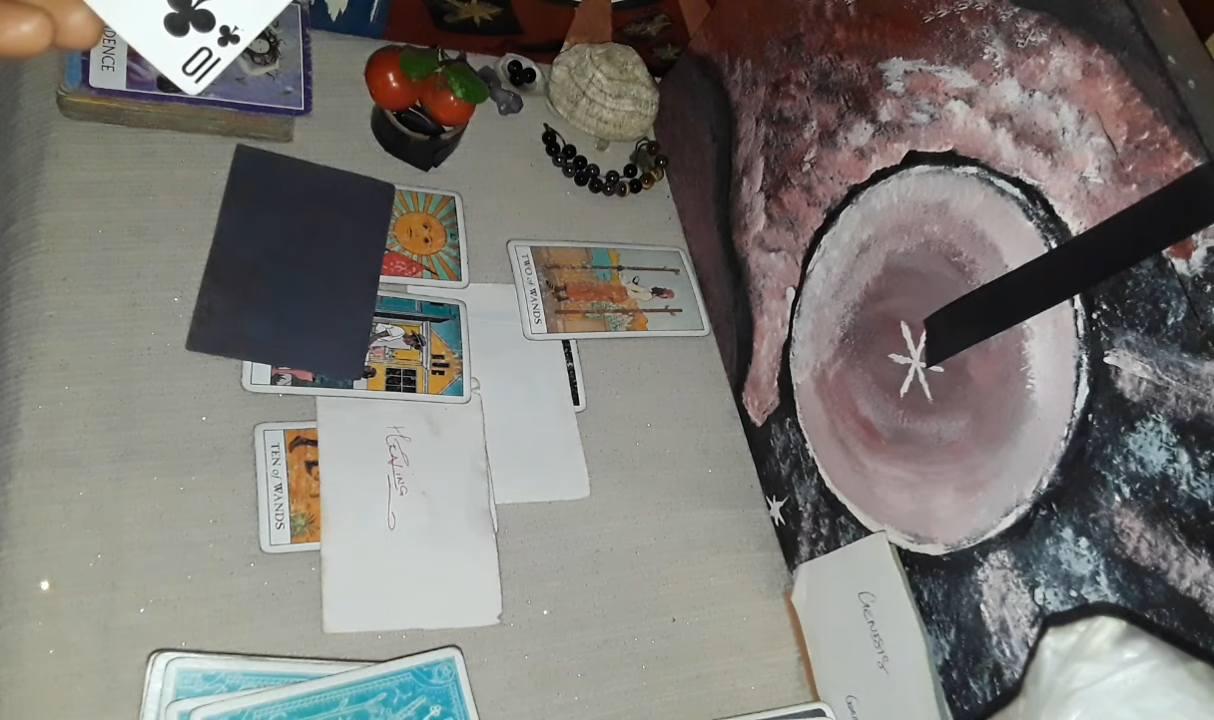 10
DENCE
TWO of WANDS
TEN of WANDS
HEALING
GENESIS